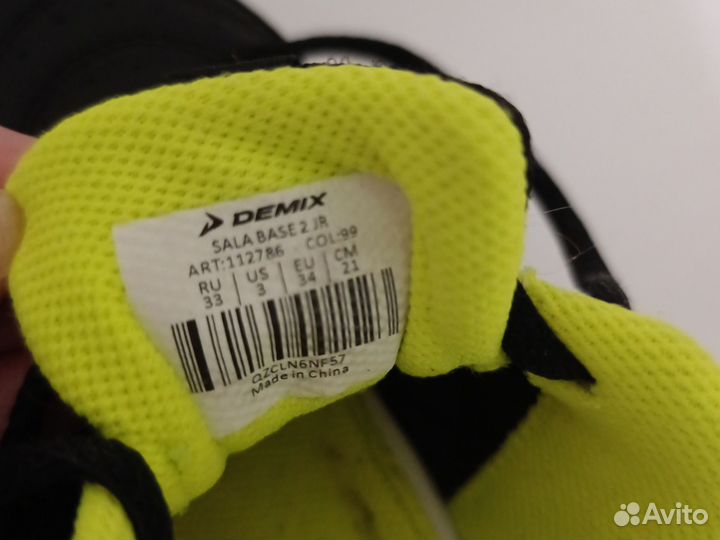 DEMIX
SALA BASE 2 JR
ART:112786 COL:99
RU US EU CM
33 3 34 21
QZCLN6NF57
Made in China
Avito